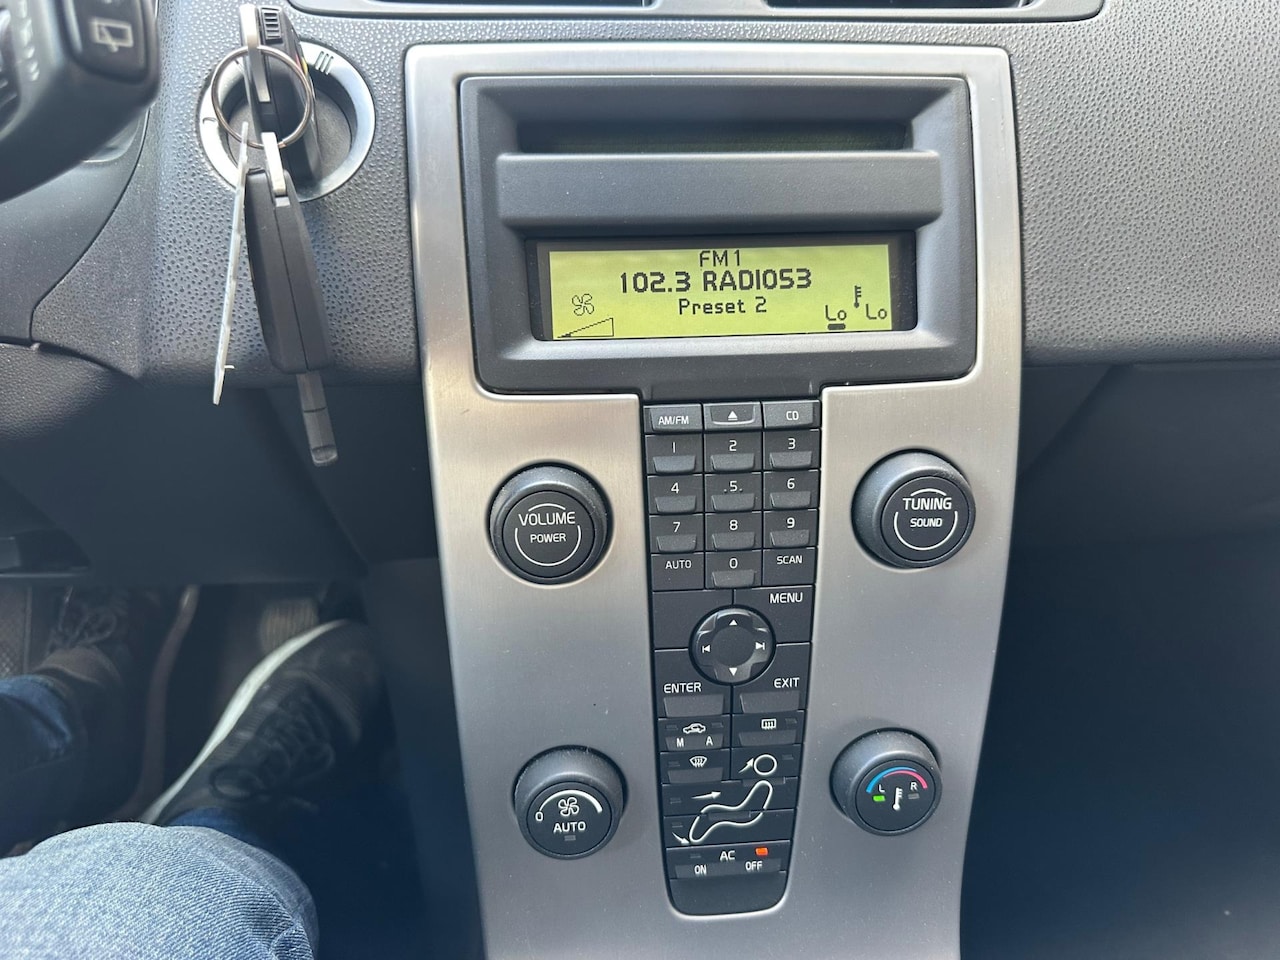 FM1
102.3 RADIO53
Preset 2
Lo Lo
AM/FM CD
1 2 3
4 .5. 6
7 8 9
AUTO 0 SCAN
VOLUME
POWER
TUNING
SOUND
MENU
ENTER EXIT
M A
0
AUTO
L R
AC
ON OFF